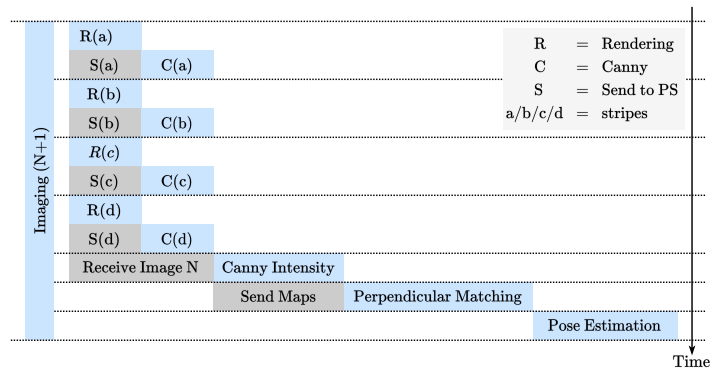 Imaging (N+1)
R(a)
S(a) C(a)
R(b)
S(b) C(b)
R(c)
S(c) C(c)
R(d)
S(d) C(d)
Receive Image N Canny Intensity
Send Maps Perpendicular Matching
Pose Estimation
R = Rendering
C = Canny
S = Send to PS
a/b/c/d = stripes
Time